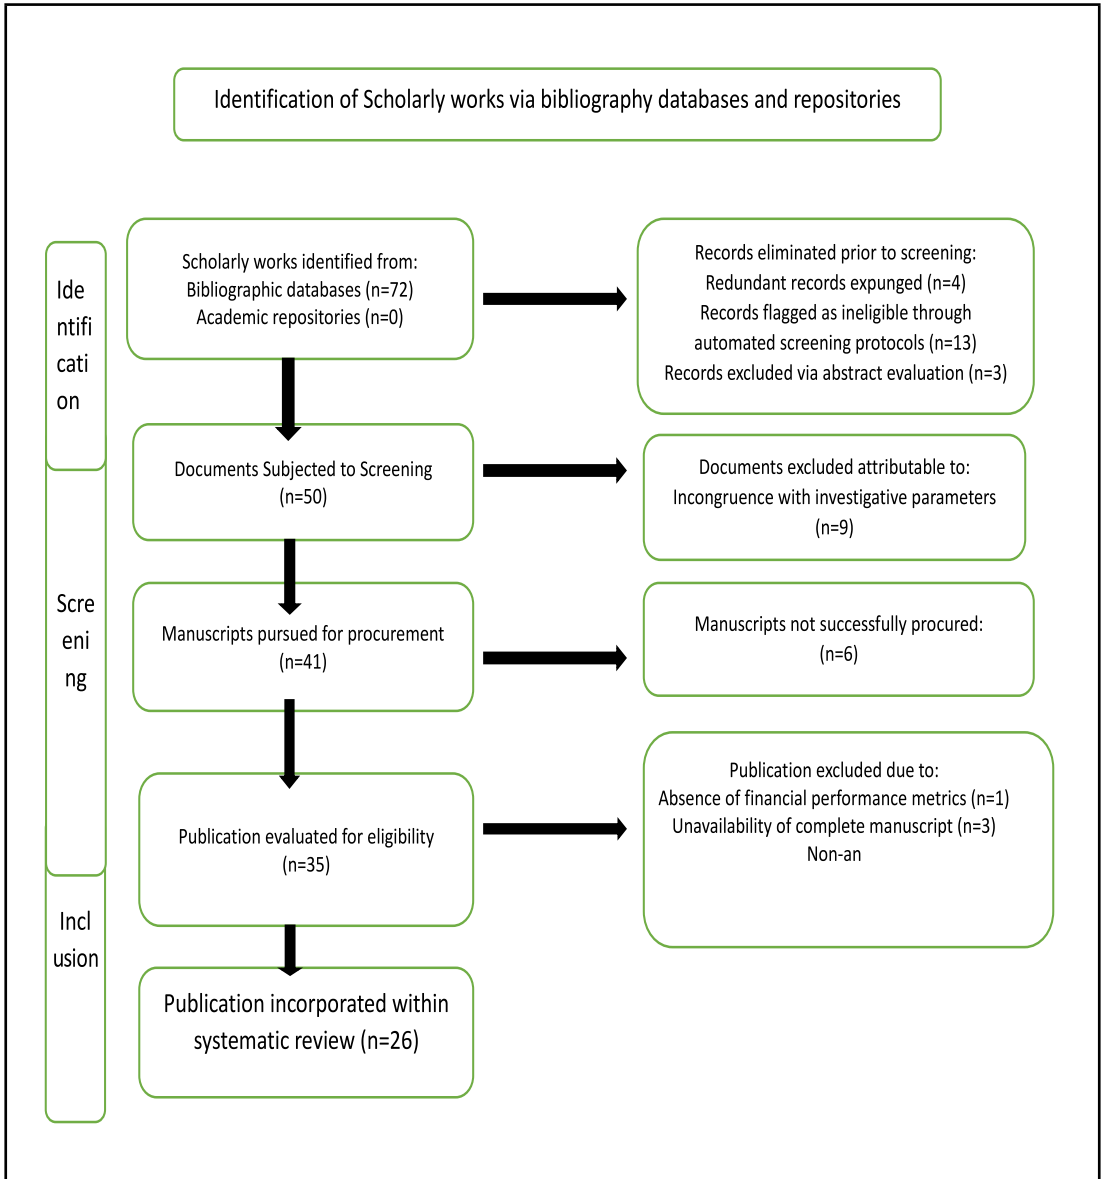 Identification of Scholarly works via bibliography databases and repositories
Ide
ntifi
cati
on
Scholarly works identified from:
Bibliographic databases (n=72)
Academic repositories (n=0)
Records eliminated prior to screening:
Redundant records expunged (n=4)
Records flagged as ineligible through
automated screening protocols (n=13)
Records excluded via abstract evaluation (n=3)
Scre
eni
ng
Documents Subjected to Screening
(n=50)
Documents excluded attributable to:
Incongruence with investigative parameters
(n=9)
Manuscripts pursued for procurement
(n=41)
Manuscripts not successfully procured:
(n=6)
Publication evaluated for eligibility
(n=35)
Publication excluded due to:
Absence of financial performance metrics (n=1)
Unavailability of complete manuscript (n=3)
Non-an
Incl
usion
Publication incorporated within
systematic review (n=26)